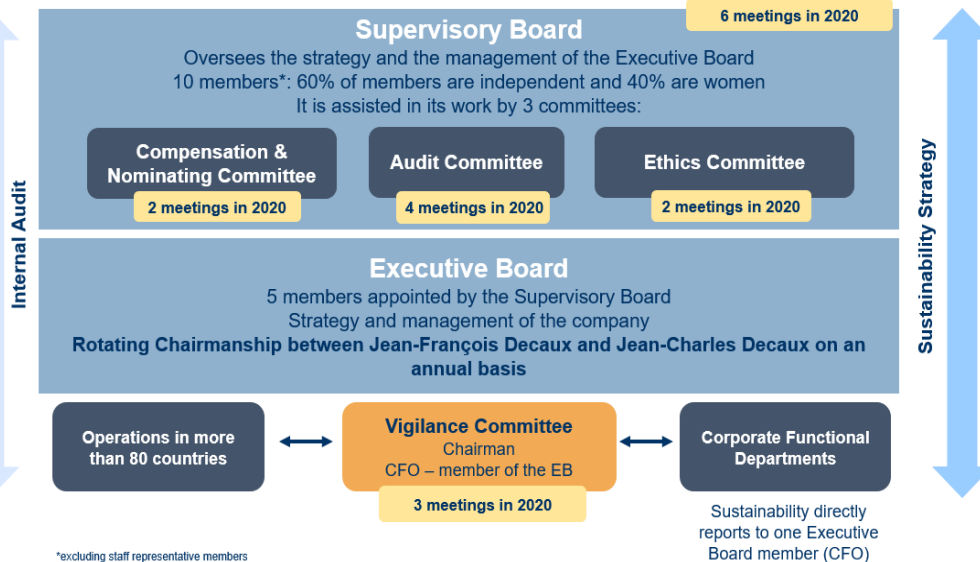 6 meetings in 2020
Supervisory Board
Oversees the strategy and the management of the Executive Board
10 members*: 60% of members are independent and 40% are women
It is assisted in its work by 3 committees:
Compensation &
Nominating Committee
2 meetings in 2020
Audit Committee
4 meetings in 2020
Ethics Committee
2 meetings in 2020
Internal Audit
Sustainability Strategy
Executive Board
5 members appointed by the Supervisory Board
Strategy and management of the company
Rotating Chairmanship between Jean-François Decaux and Jean-Charles Decaux on an
annual basis
Operations in more
than 80 countries
Vigilance Committee
Chairman
CFO – member of the EB
3 meetings in 2020
Corporate Functional
Departments
Sustainability directly
reports to one Executive
Board member (CFO)
*excluding staff representative members